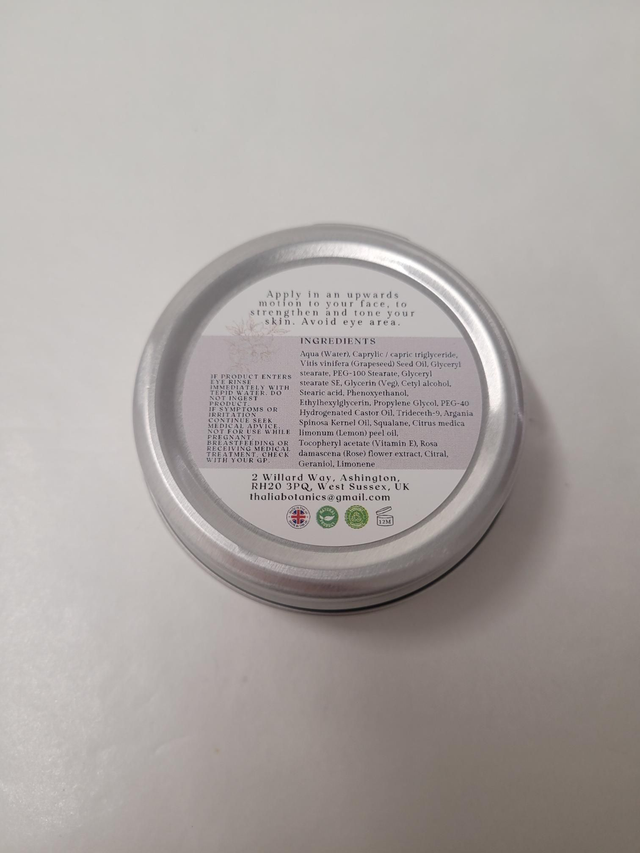 Apply in an upwards
motion to your face, to
strengthen and tone your
skin. Avoid eye area.
INGREDIENTS
Aqua (Water), Caprylic / capric triglyceride,
Vitis vinifera (Grapeseed) Seed Oil, Glyceryl
stearate, PEG-100 Stearate, Glyceryl
stearate SE, Glycerin (Veg), Cetyl alcohol,
Stearic acid, Phenoxyethanol,
Ethylhexylglycerin, Propylene Glycol, PEG-40
Hydrogenated Castor Oil, Trideceth-9, Argania
Spinosa Kernel Oil, Squalane, Citrus medica
limonum (Lemon) peel oil,
Tocopheryl acetate (Vitamin E), Rosa
damascena (Rose) flower extract, Citral,
Geraniol, Limonene
IF PRODUCT ENTERS
EYE RINSE
IMMEDIATELY WITH
TEPID WATER. DO
NOT INGEST
PRODUCT.
IF SYMPTOMS OR
IRRITATION
CONTINUE SEEK
MEDICAL ADVICE.
NOT FOR USE WHILE
PREGNANT
BREASTFEEDING OR
RECEIVING MEDICAL
TREATMENT. CHECK
WITH YOUR GP.
2 Willard Way, Ashington,
RH20 3PQ, West Sussex, UK
thaliabotanics@gmail.com
12M